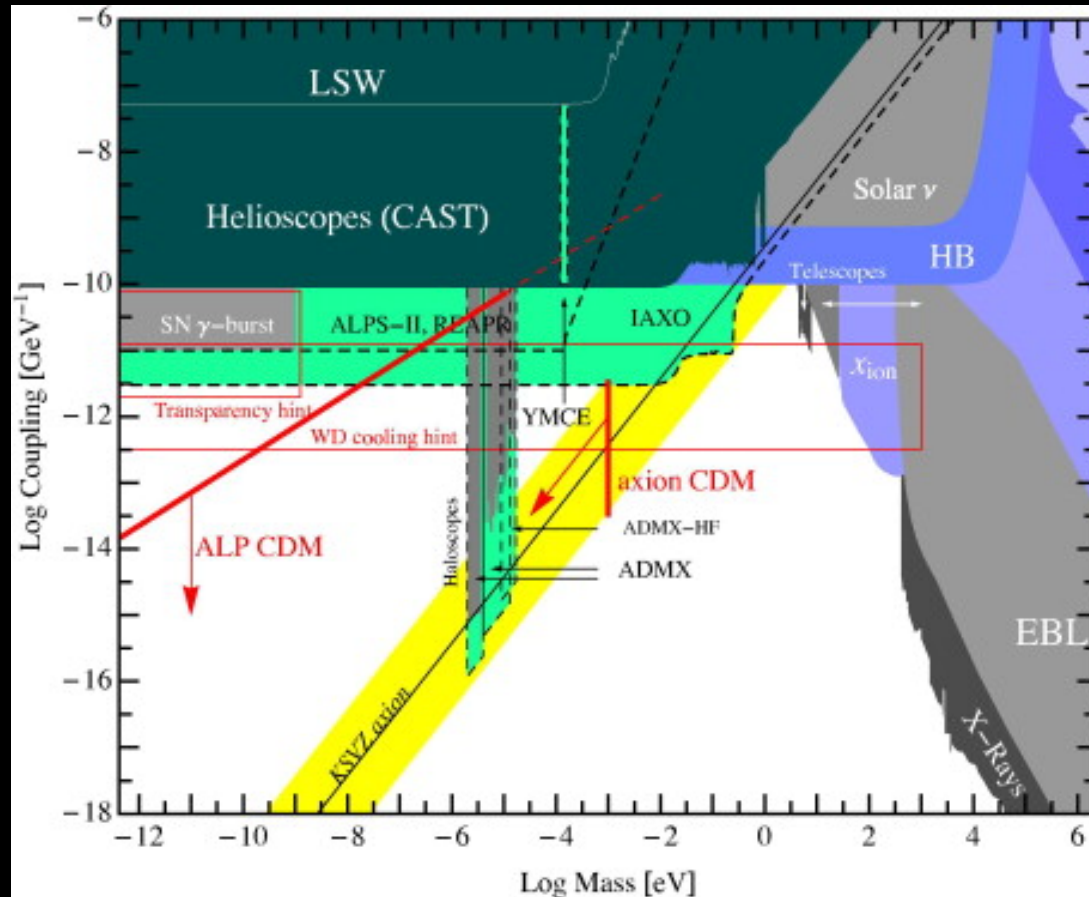 −6
−8
−10
−12
−14
−16
−18
Log Coupling [GeV⁻¹]
LSW
Helioscopes (CAST)
Solar ν
HB
Telescopes
SN γ−burst
ALPS−II, REAPR
IAXO
Transparency hint
WD cooling hint
YMCE
x_ion
axion CDM
ALP CDM
Haloscopes
ADMX−HF
ADMX
EBL
KSVZ axion
X−Rays
−12 −10 −8 −6 −4 −2 0 2 4 6
Log Mass [eV]